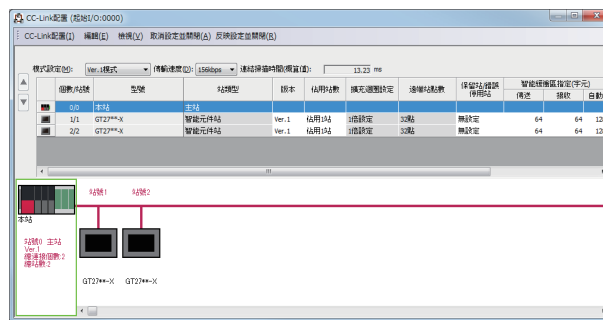 CC-Link配置 (起始I/O:0000)
CC-Link配置(I) 編輯(E) 檢視(V) 取消設定並關閉(A) 反映設定並關閉(R)
模式設定(M): Ver.1模式 傳輸速度(D): 156kbps 連結掃描時間(概算值): 13.23 ms
個數/站號 型號 站類型 版本 佔用站數 擴充迴圈設定 遠端站點數 保留站/錯誤停用站 智能緩衝區指定(字元)
傳送 接收 自動
0/0 本站 主站
1/1 GT27**-X 智能元件站 Ver.1 佔用1站 1倍設定 32點 無設定 64 64 128
2/2 GT27**-X 智能元件站 Ver.1 佔用1站 1倍設定 32點 無設定 64 64 128
站號1 站號2
本站
站號0 主站
Ver.1
總連接個數:2
總站數:2
GT27**-X GT27**-X